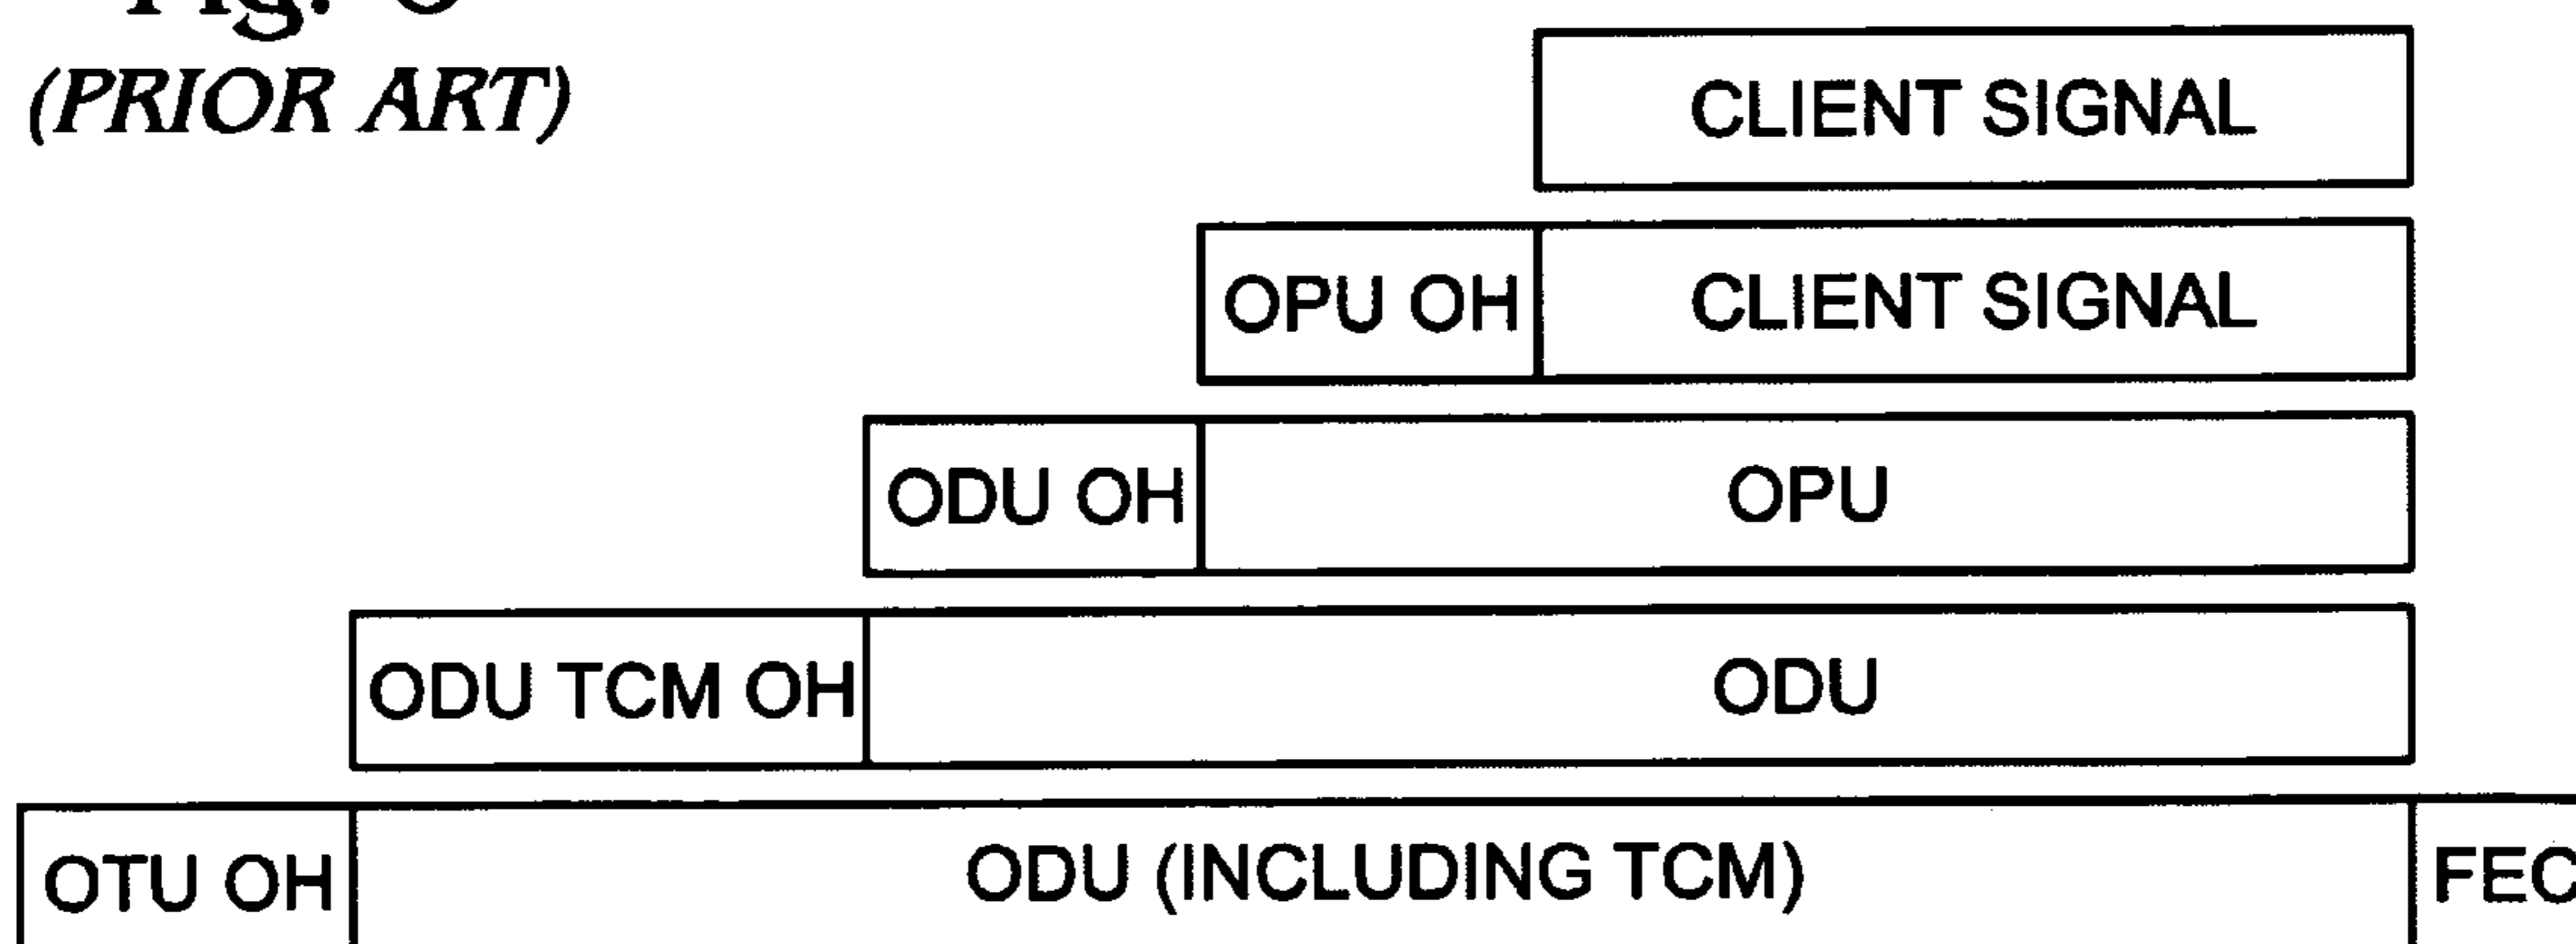 Fig.
(PRIOR ART)
CLIENT SIGNAL
OPU OH CLIENT SIGNAL
ODU OH OPU
ODU TCM OH ODU
OTU OH ODU (INCLUDING TCM) FEC